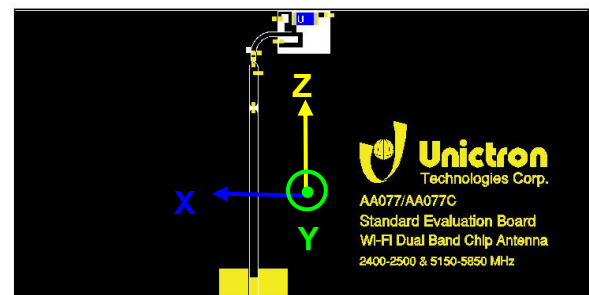 U
Z
X
Y
Unictron
Technologies Corp.
AA077/AA077C
Standard Evaluation Board
Wi-Fi Dual Band Chip Antenna
2400-2500 & 5150-5850 MHz